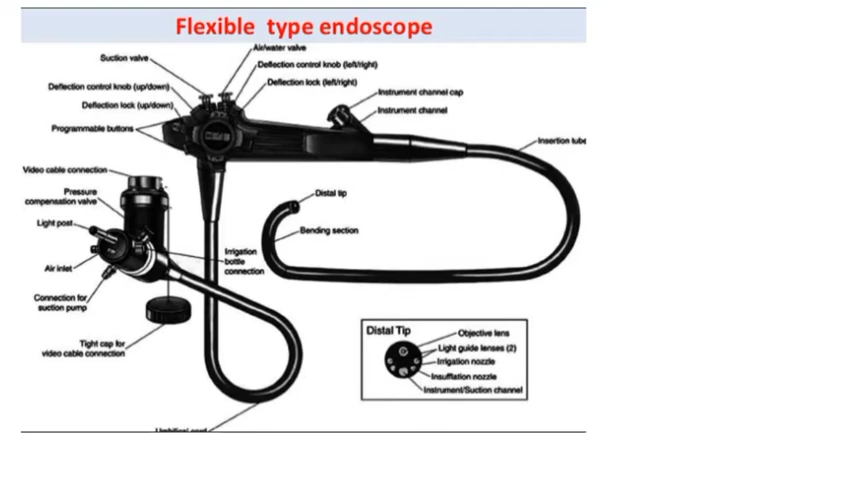 Flexible type endoscope
Air/water valve
Suction valve
Deflection control knob (left/right)
Deflection control knob (up/down)
Deflection lock (left/right)
Deflection lock (up/down)
Instrument channel cap
Instrument channel
Programmable buttons
Insertion tube
Video cable connection
Pressure
compensation valve
Light post
Distal tip
Bending section
Irrigation
bottle
connection
Air inlet
Connection for
suction pump
Tight cap for
video cable connection
Distal Tip
Objective lens
Light guide lenses (2)
Irrigation nozzle
Insufflation nozzle
Instrument/Suction channel